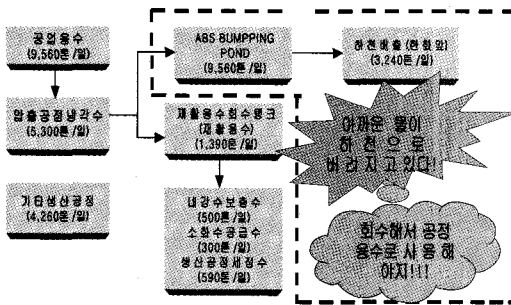 공업용수
(9,560톤/일)
압출공정냉각수
(5,300톤/일)
기타생산공정
(4,260톤/일)
ABS BUMPPING
POND
(9,560톤/일)
재활용수회수탱크
(재활용수)
(1,390톤/일)
냉각수보충수
(500톤/일)
소화수공급수
(300톤/일)
생산공정세정수
(590톤/일)
하천배출 (한화앞)
(3,240톤/일)
아까운 물이
하천으로
버려지고있다!
회수해서 공정
용수로 사용해
야지!!!